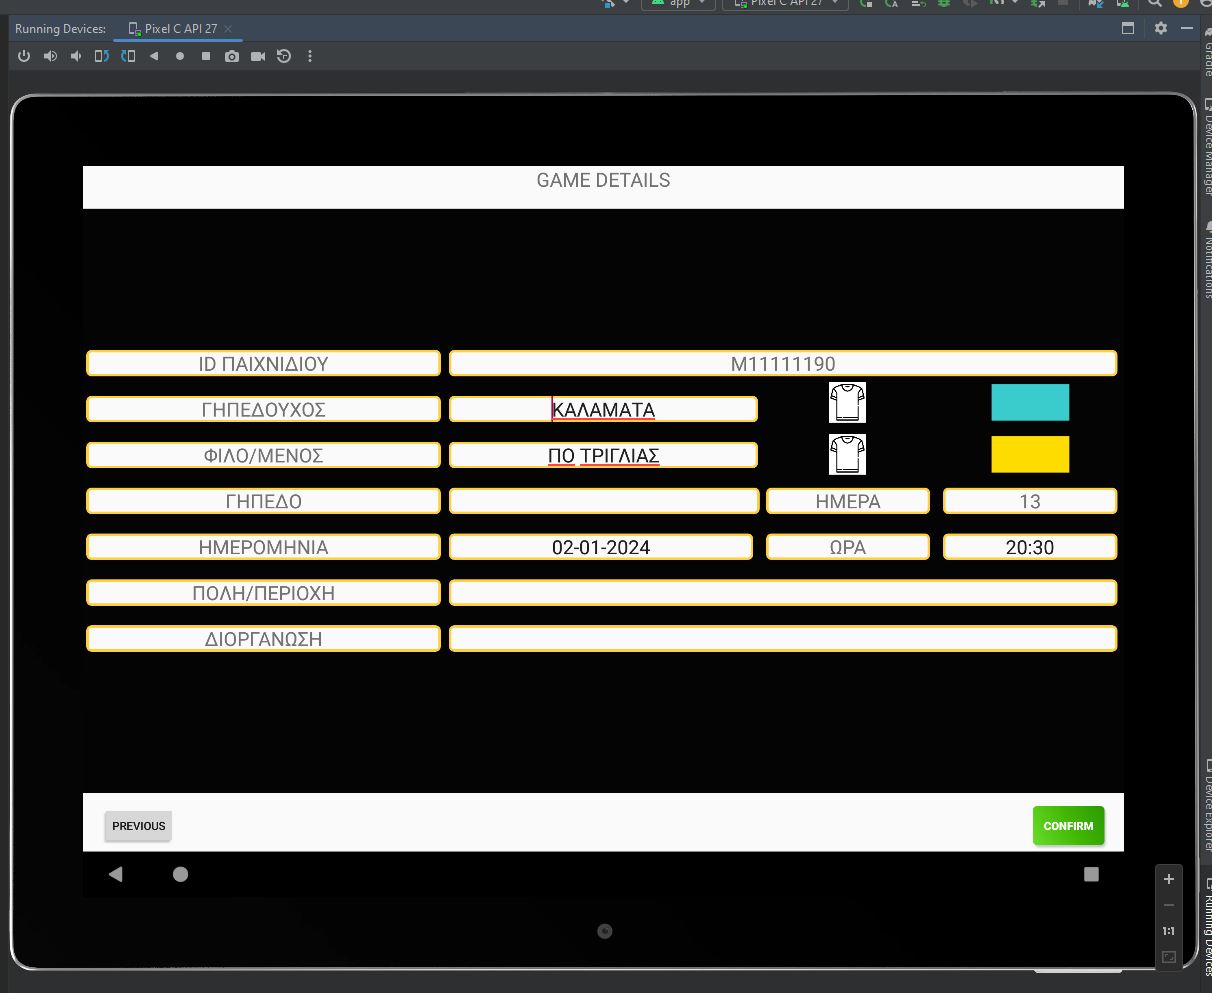 app Pixel C API 27
Running Devices: Pixel C API 27
Gradle
Device Manager
Notifications
GAME DETAILS
ID ΠΑΙΧΝΙΔΙΟΥ M11111190
ΓΗΠΕΔΟΥΧΟΣ ΚΑΛΑΜΑΤΑ
ΦΙΛΟ/ΜΕΝΟΣ ΠΟ ΤΡΙΓΛΙΑΣ
ΓΗΠΕΔΟ ΗΜΕΡΑ 13
ΗΜΕΡΟΜΗΝΙΑ 02-01-2024 ΩΡΑ 20:30
ΠΟΛΗ/ΠΕΡΙΟΧΗ
ΔΙΟΡΓΑΝΩΣΗ
PREVIOUS CONFIRM
Device Explorer
Running Devices
1:1